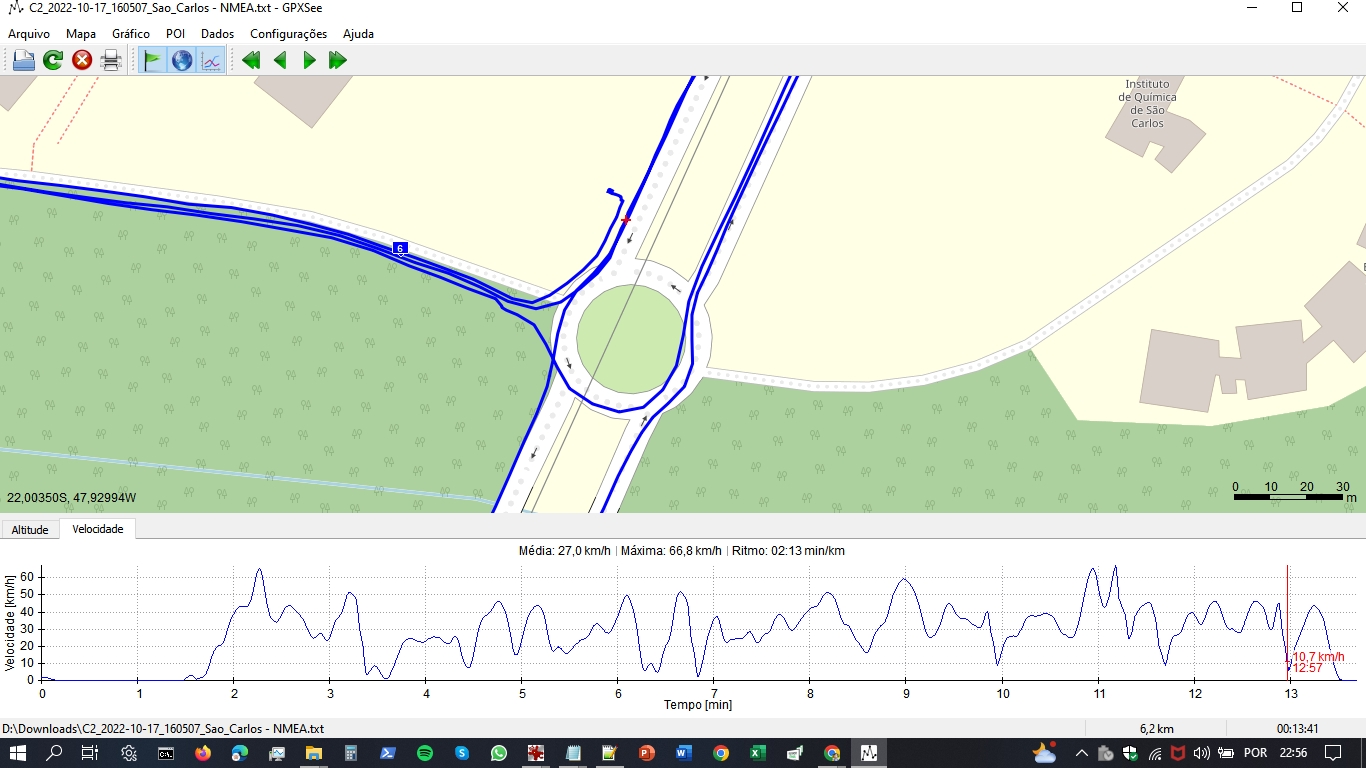 C2_2022-10-17_160507_Sao_Carlos - NMEA.txt - GPXSee
Arquivo Mapa Gráfico POI Dados Configurações Ajuda
Instituto
de Química
de São
Carlos
6
22,00350S, 47,92994W
0 10 20 30
m
Altitude Velocidade
Média: 27,0 km/h | Máxima: 66,8 km/h | Ritmo: 02:13 min/km
Velocidade [km/h]
60
50
40
30
20
10
0
10,7 km/h
12:57
0 1 2 3 4 5 6 7 8 9 10 11 12 13
Tempo [min]
D:\Downloads\C2_2022-10-17_160507_Sao_Carlos - NMEA.txt 6,2 km 00:13:41
POR 22:56